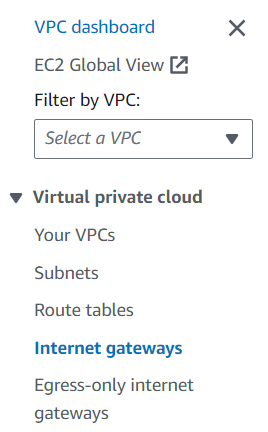 VPC dashboard
EC2 Global View
Filter by VPC:
Select a VPC
Virtual private cloud
Your VPCs
Subnets
Route tables
Internet gateways
Egress-only internet
gateways